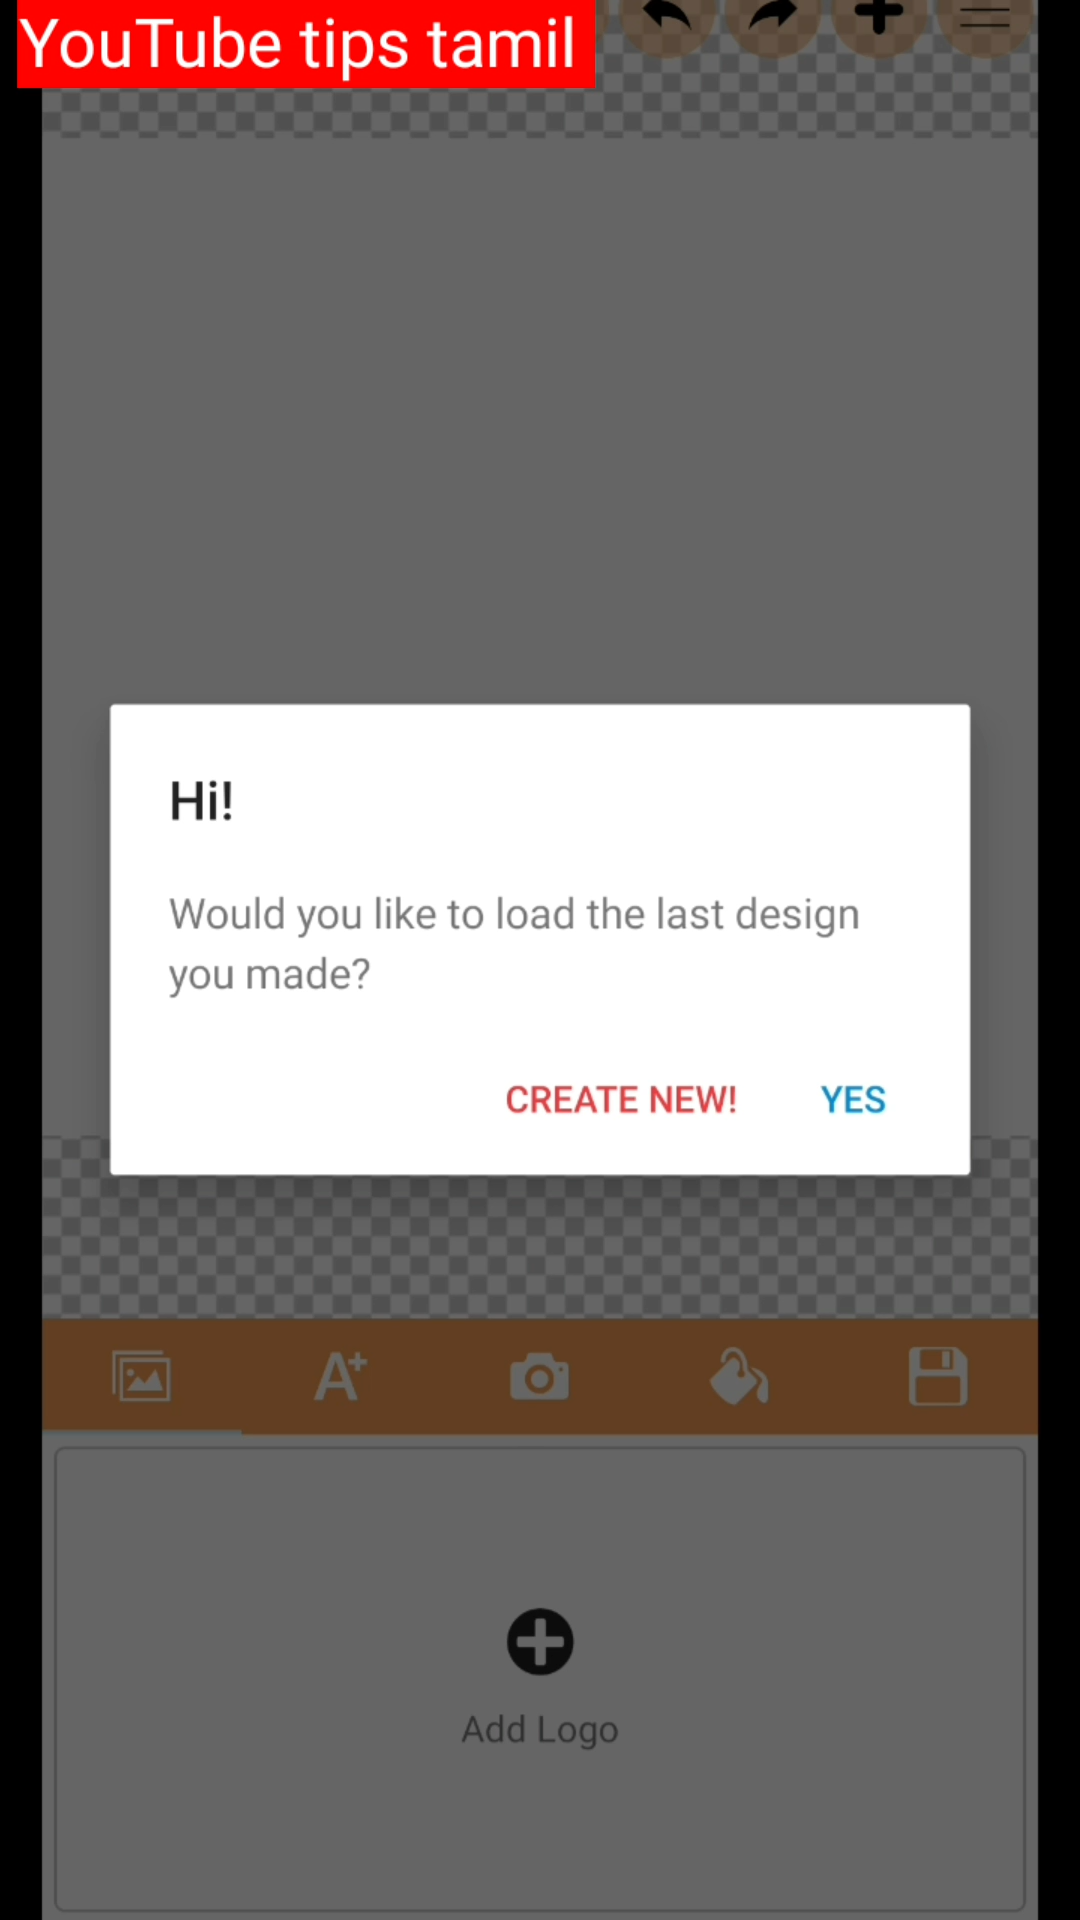 YouTube tips tamil
Hi!
Would you like to load the last design
you made?
CREATE NEW! YES
A+
Add Logo